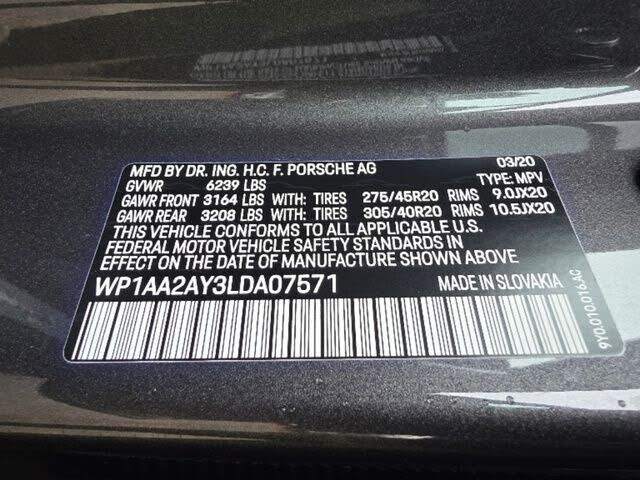 MFD BY DR. ING. H.C. F. PORSCHE AG 03/20
GVWR 6239 LBS TYPE: MPV
GAWR FRONT 3164 LBS WITH: TIRES 275/45R20 RIMS 9.0JX20
GAWR REAR 3208 LBS WITH: TIRES 305/40R20 RIMS 10.5JX20
THIS VEHICLE CONFORMS TO ALL APPLICABLE U.S.
FEDERAL MOTOR VEHICLE SAFETY STANDARDS IN
EFFECT ON THE DATE OF MANUFACTURE SHOWN ABOVE
WP1AA2AY3LDA07571 MADE IN SLOVAKIA
9Y0.010.016.AC